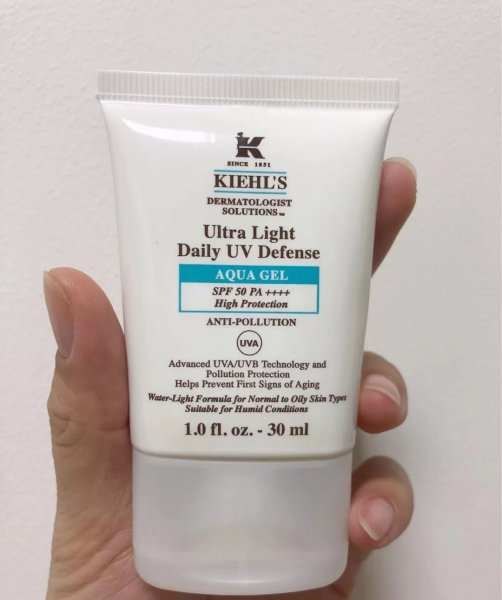 K
SINCE 1851
KIEHL'S
DERMATOLOGIST
SOLUTIONS™
Ultra Light
Daily UV Defense
AQUA GEL
SPF 50 PA ++++
High Protection
ANTI-POLLUTION
UVA
Advanced UVA/UVB Technology and
Pollution Protection
Helps Prevent First Signs of Aging
Water-Light Formula for Normal to Oily Skin Types
Suitable for Humid Conditions
1.0 fl. oz. - 30 ml